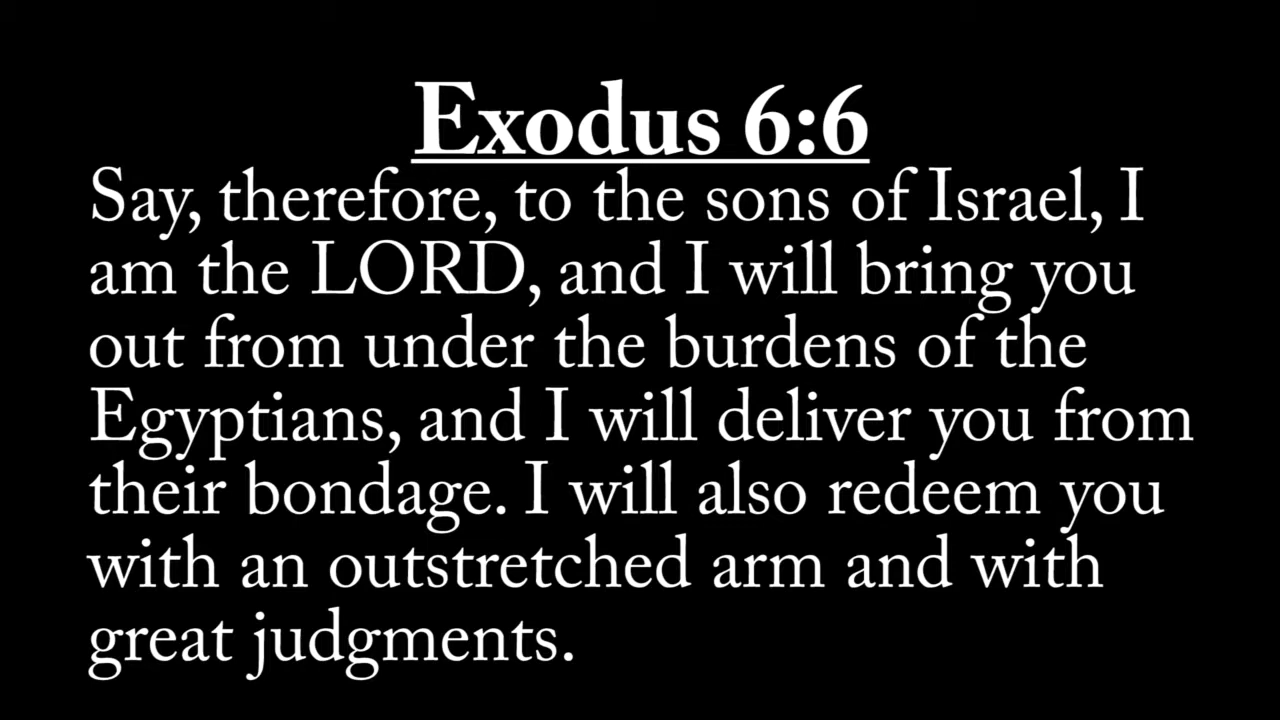 Exodus 6:6
Say, therefore, to the sons of Israel, I
am the LORD, and I will bring you
out from under the burdens of the
Egyptians, and I will deliver you from
their bondage. I will also redeem you
with an outstretched arm and with
great judgments.